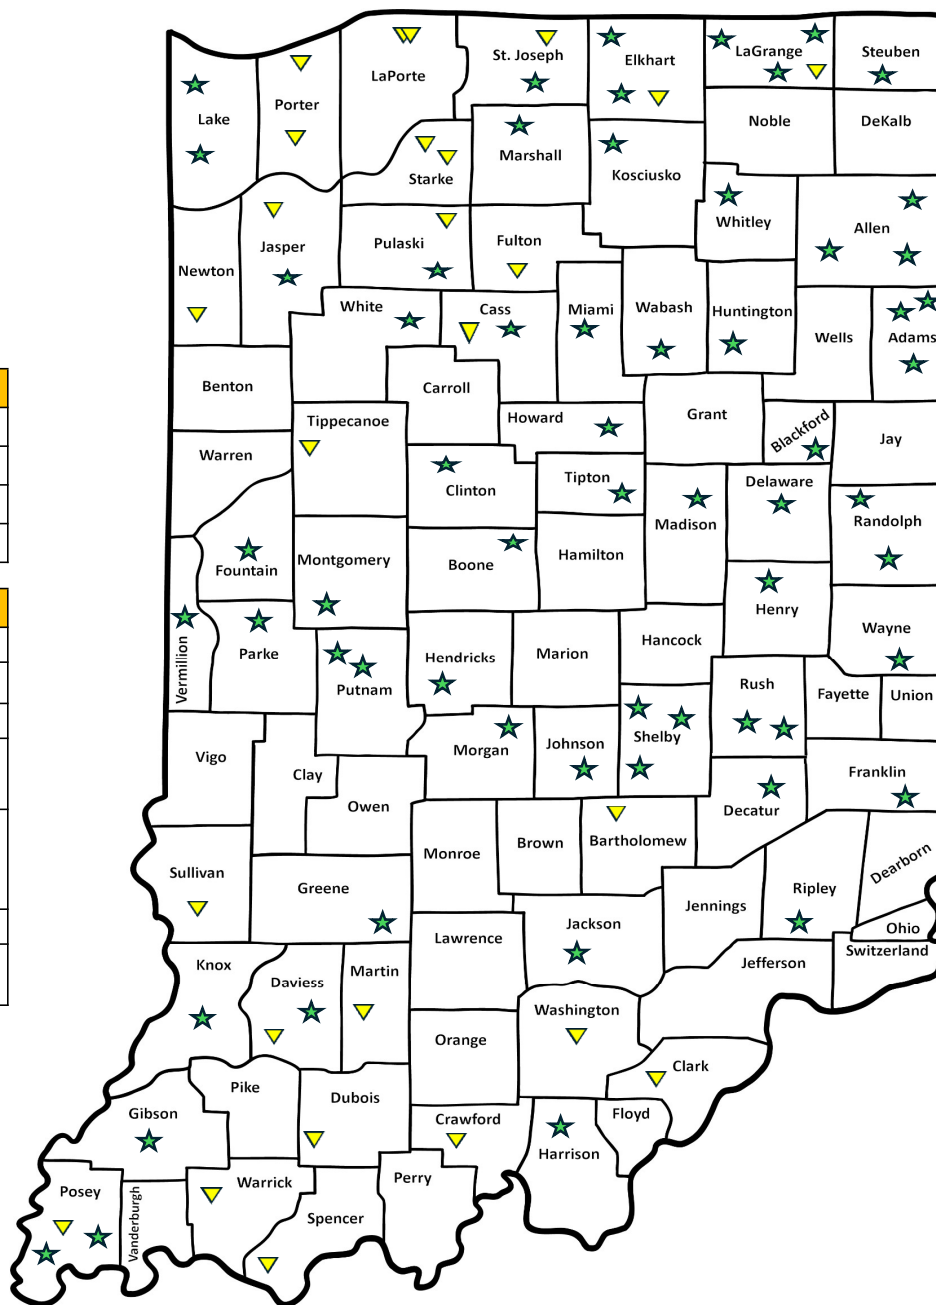 St. Joseph
Elkhart
LaGrange
Steuben
LaPorte
Porter
Lake
Noble
DeKalb
Marshall
Starke
Kosciusko
Whitley
Allen
Jasper
Pulaski
Fulton
Newton
White
Cass
Miami
Wabash
Huntington
Wells
Adams
Benton
Carroll
Tippecanoe
Howard
Grant
Blackford
Jay
Warren
Clinton
Tipton
Madison
Delaware
Randolph
Fountain
Montgomery
Boone
Hamilton
Henry
Vermillion
Parke
Putnam
Hendricks
Marion
Hancock
Wayne
Rush
Fayette
Union
Vigo
Clay
Owen
Morgan
Johnson
Shelby
Decatur
Franklin
Monroe
Brown
Bartholomew
Sullivan
Greene
Jennings
Ripley
Dearborn
Ohio
Switzerland
Lawrence
Jackson
Jefferson
Knox
Daviess
Martin
Washington
Orange
Clark
Pike
Dubois
Gibson
Crawford
Floyd
Harrison
Posey
Vanderburgh
Warrick
Spencer
Perry